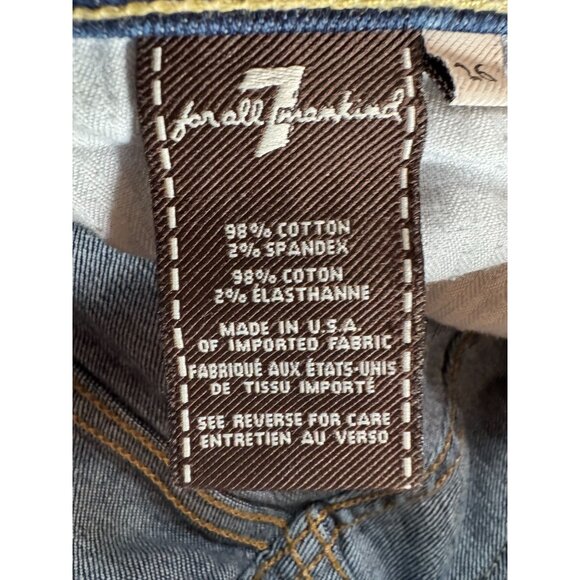 7
for all mankind
26
98% COTTON
2% SPANDEX
98% COTON
2% ÉLASTHANNE
MADE IN U.S.A.
OF IMPORTED FABRIC
FABRIQUÉ AUX ÉTATS-UNIS
DE TISSU IMPORTÉ
SEE REVERSE FOR CARE
ENTRETIEN AU VERSO